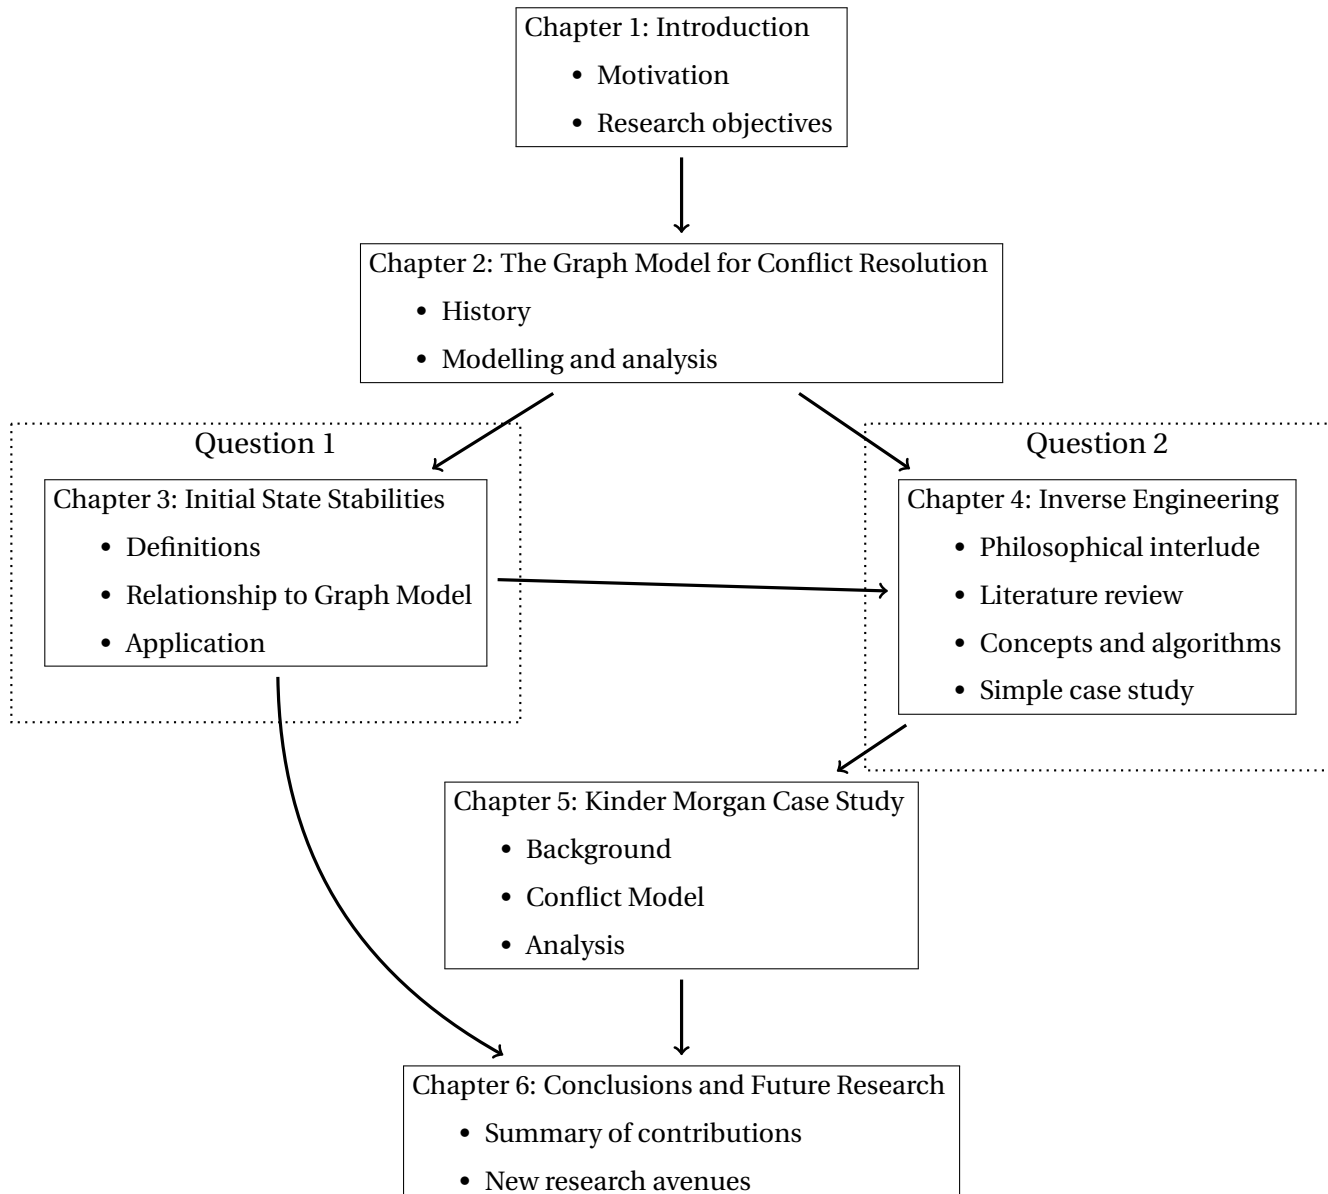 Chapter 1: Introduction
• Motivation
• Research objectives
Chapter 2: The Graph Model for Conflict Resolution
• History
• Modelling and analysis
Question 1
Chapter 3: Initial State Stabilities
• Definitions
• Relationship to Graph Model
• Application
Question 2
Chapter 4: Inverse Engineering
• Philosophical interlude
• Literature review
• Concepts and algorithms
• Simple case study
Chapter 5: Kinder Morgan Case Study
• Background
• Conflict Model
• Analysis
Chapter 6: Conclusions and Future Research
• Summary of contributions
• New research avenues